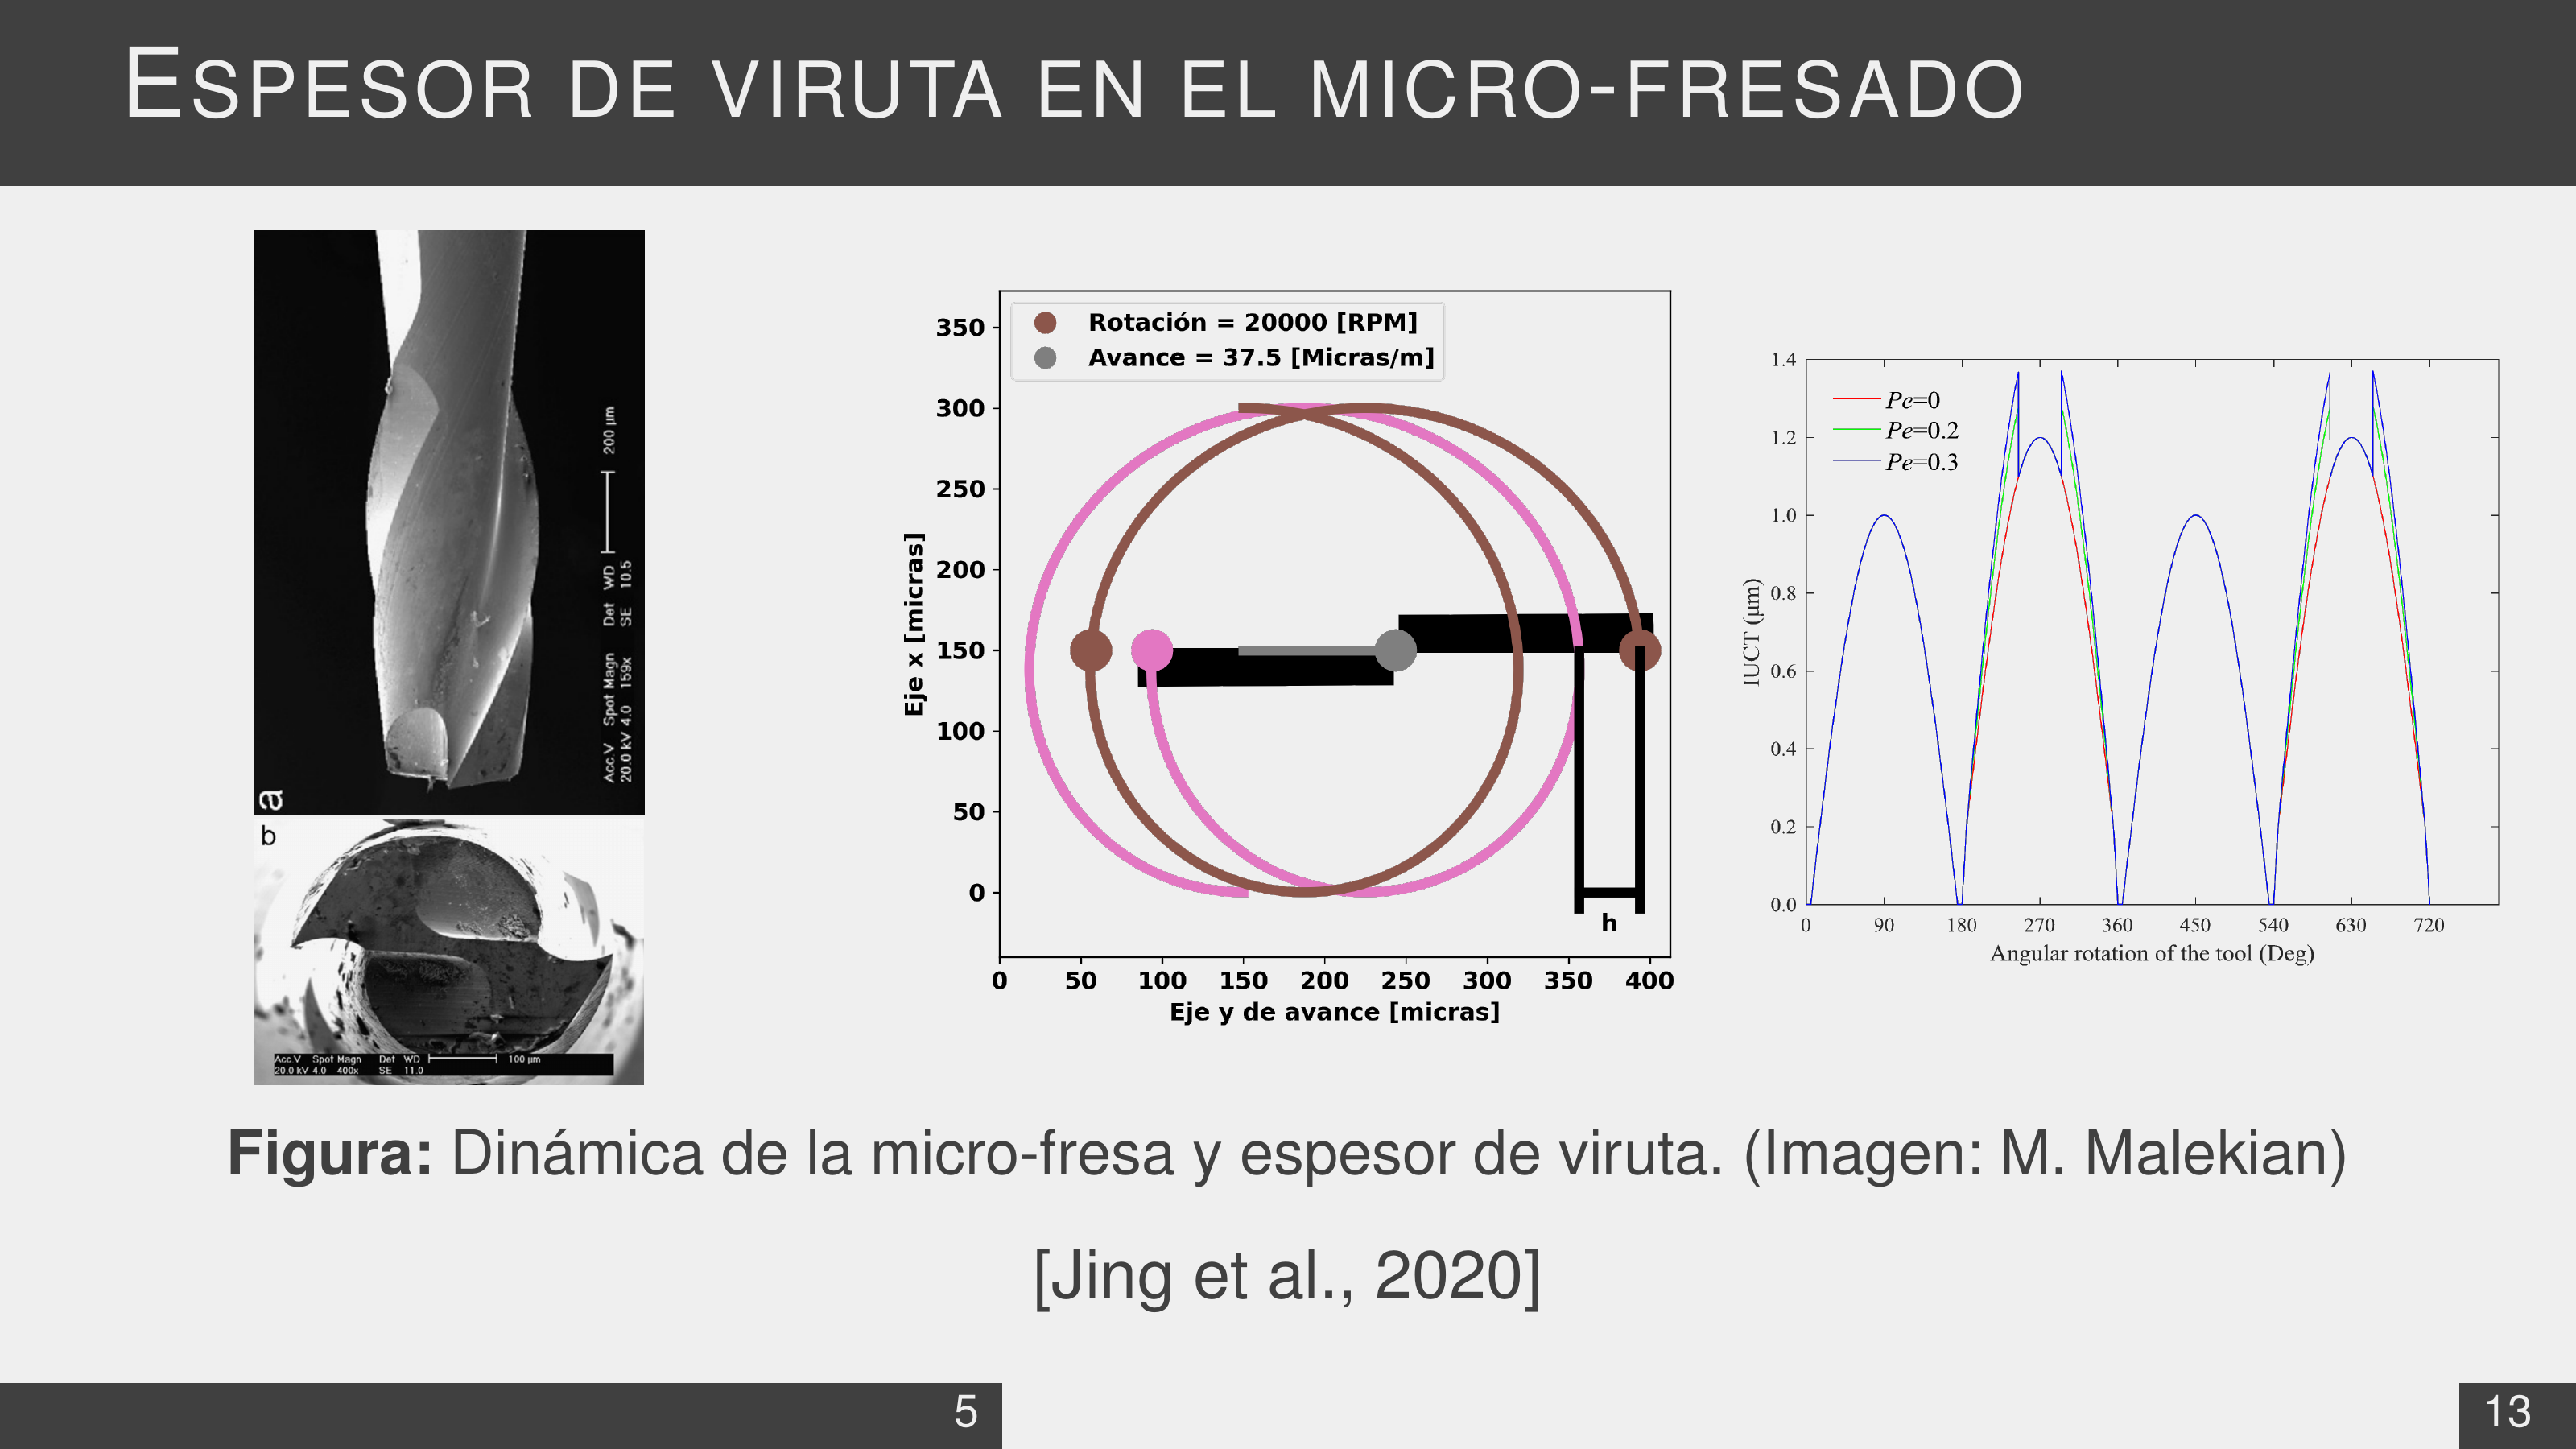 ESPESOR DE VIRUTA EN EL MICRO-FRESADO
200 µm
Acc.V Spot Magn Det WD
20.0 kV 4.0 159x SE 10.5
a
b
Acc.V Spot Magn Det WD 100 µm
20.0 kV 4.0 400x SE 11.0
Rotación = 20000 [RPM]
Avance = 37.5 [Micras/m]
350
300
250
200
150
100
50
0
Eje x [micras]
h
0 50 100 150 200 250 300 350 400
Eje y de avance [micras]
1.4
1.2
1.0
0.8
0.6
0.4
0.2
0.0
IUCT (µm)
Pe=0
Pe=0.2
Pe=0.3
0 90 180 270 360 450 540 630 720
Angular rotation of the tool (Deg)
Figura: Dinámica de la micro-fresa y espesor de viruta. (Imagen: M. Malekian)
[Jing et al., 2020]
5
13